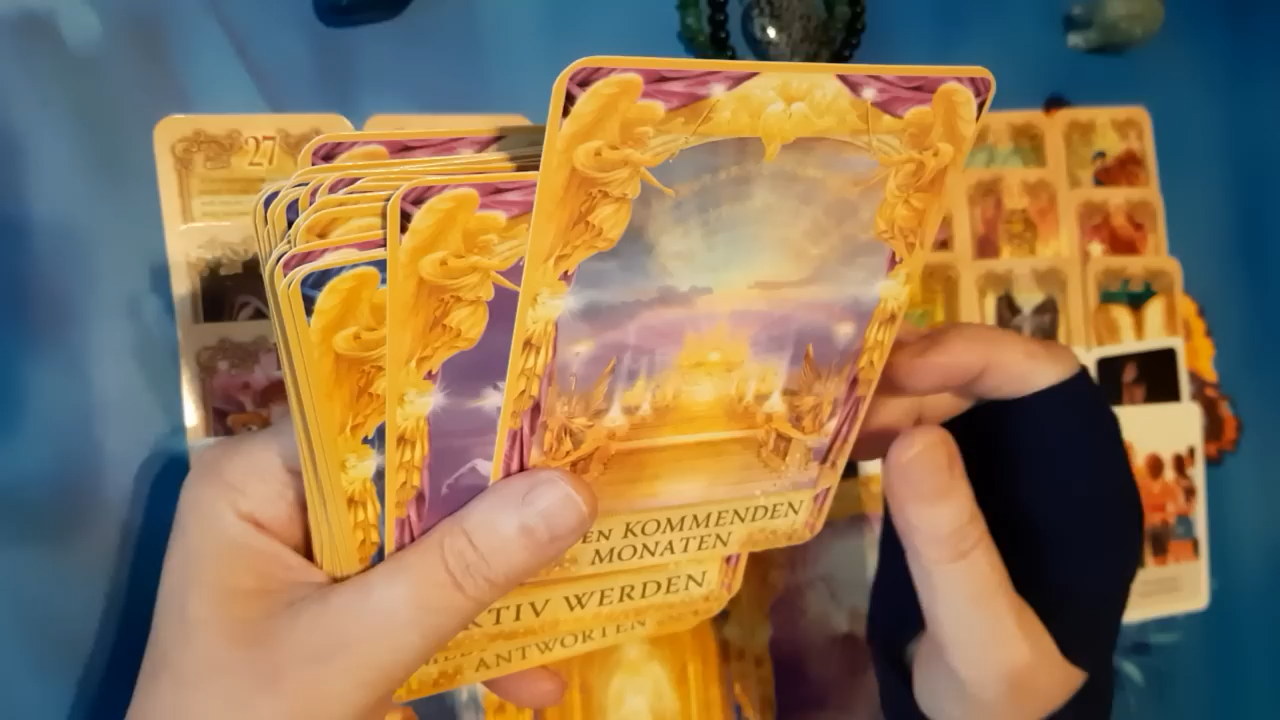 27
EN KOMMENDEN
MONATEN
KTIV WERDEN
ANTWORTEN